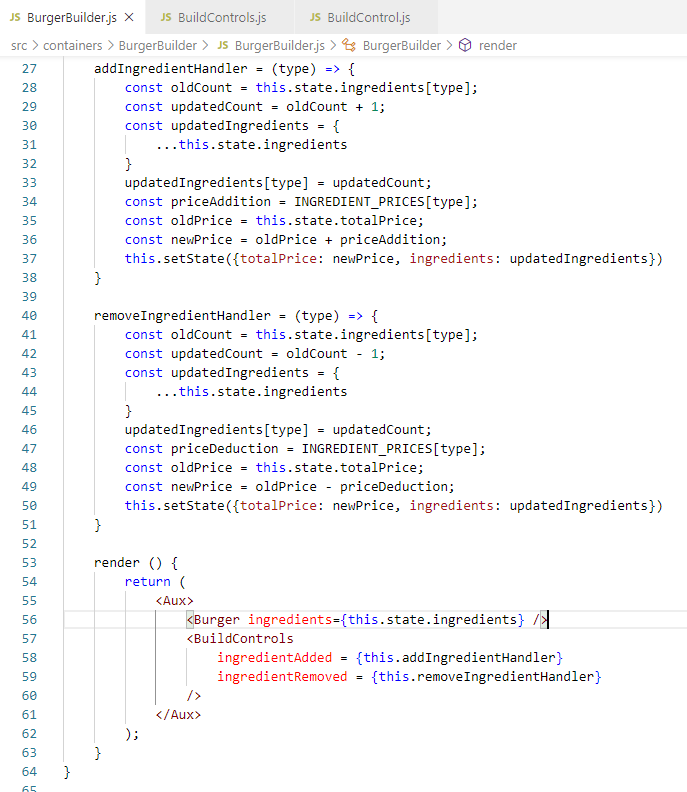 JS BurgerBuilder.js × JS BuildControls.js JS BuildControl.js
src > containers > BurgerBuilder > JS BurgerBuilder.js > BurgerBuilder > render
27 addIngredientHandler = (type) => {
28 const oldCount = this.state.ingredients[type];
29 const updatedCount = oldCount + 1;
30 const updatedIngredients = {
31 ...this.state.ingredients
32 }
33 updatedIngredients[type] = updatedCount;
34 const priceAddition = INGREDIENT_PRICES[type];
35 const oldPrice = this.state.totalPrice;
36 const newPrice = oldPrice + priceAddition;
37 this.setState({totalPrice: newPrice, ingredients: updatedIngredients})
38 }
39
40 removeIngredientHandler = (type) => {
41 const oldCount = this.state.ingredients[type];
42 const updatedCount = oldCount - 1;
43 const updatedIngredients = {
44 ...this.state.ingredients
45 }
46 updatedIngredients[type] = updatedCount;
47 const priceDeduction = INGREDIENT_PRICES[type];
48 const oldPrice = this.state.totalPrice;
49 const newPrice = oldPrice - priceDeduction;
50 this.setState({totalPrice: newPrice, ingredients: updatedIngredients})
51 }
52
53 render () {
54 return (
55 <Aux>
56 <Burger ingredients={this.state.ingredients} />
57 <BuildControls
58 ingredientAdded = {this.addIngredientHandler}
59 ingredientRemoved = {this.removeIngredientHandler}
60 />
61 </Aux>
62 );
63 }
64 }
65